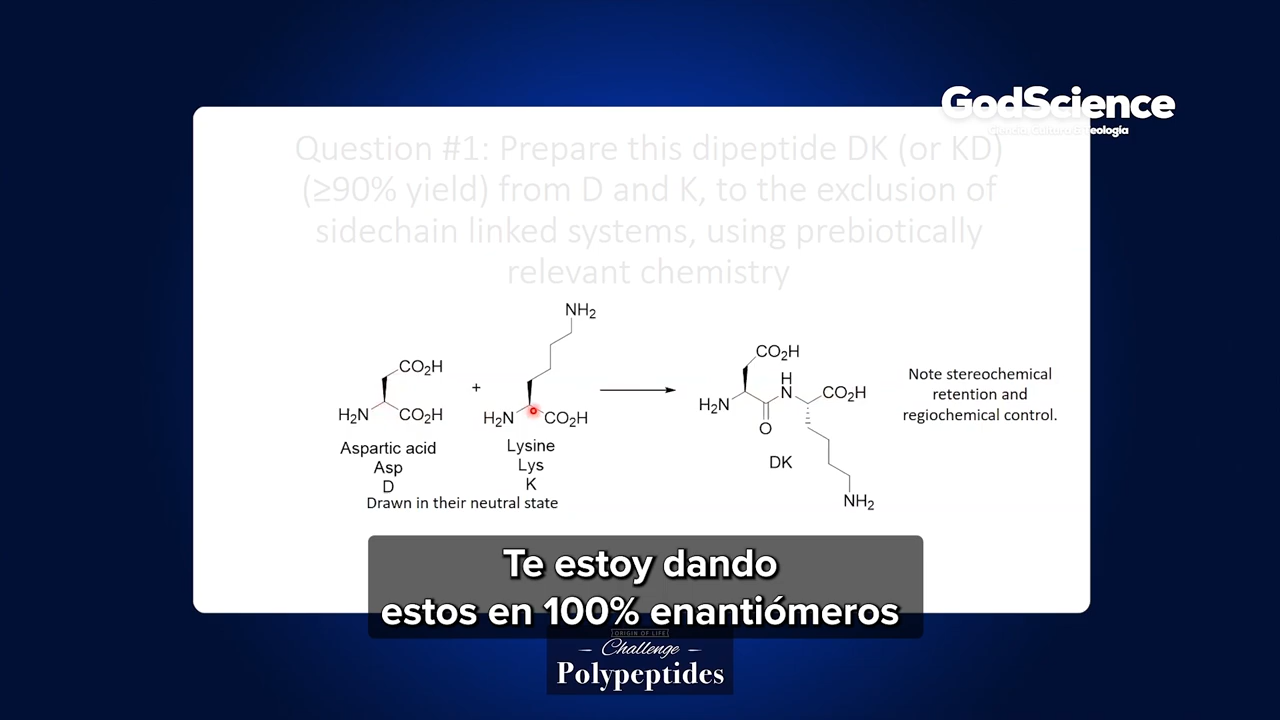 GodScience
Ciencia, Cultura & Teología
Question #1: Prepare this dipeptide DK (or KD)
(≥90% yield) from D and K, to the exclusion of
sidechain linked systems, using prebiotically
relevant chemistry
NH2
CO2H
CO2H
H2N
+
H2N
CO2H
CO2H
H
N
H2N
CO2H
O
NH2
Aspartic acid
Asp
D
Lysine
Lys
K
Drawn in their neutral state
DK
Note stereochemical
retention and
regiochemical control.
Te estoy dando
estos en 100% enantiómeros
ORIGIN OF LIFE
Challenge
Polypeptides